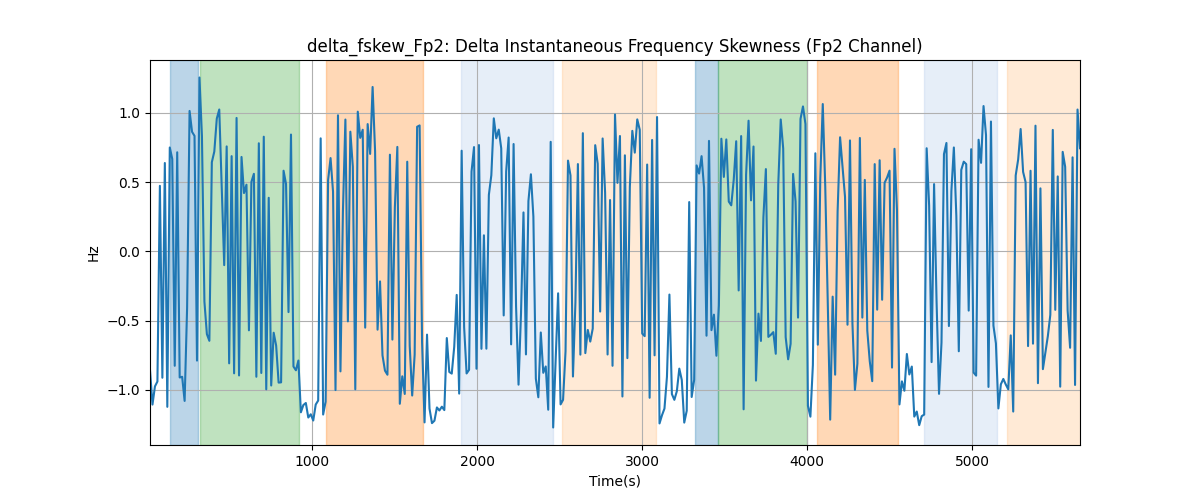 delta_fskew_Fp2: Delta Instantaneous Frequency Skewness (Fp2 Channel)
1.0
0.5
0.0
−0.5
−1.0
Hz
1000 2000 3000 4000 5000
Time(s)